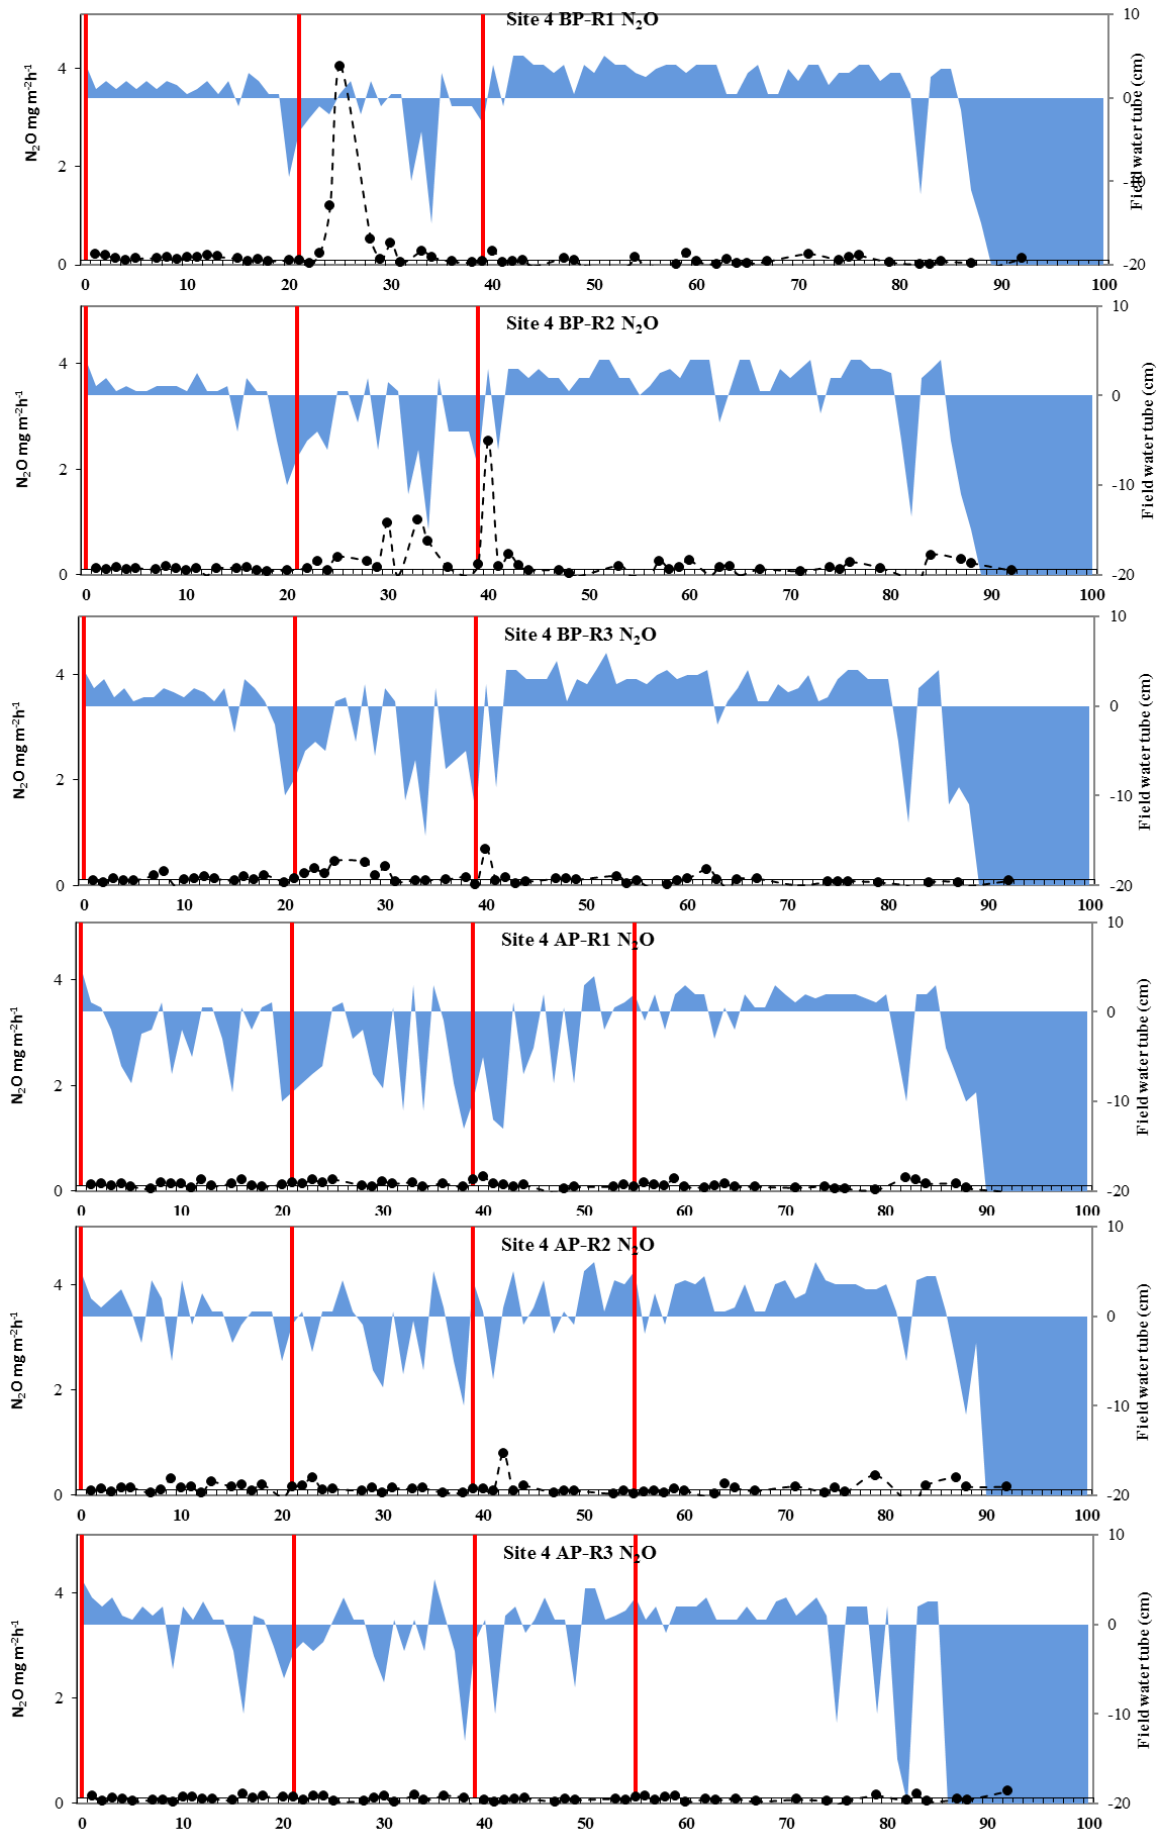 Site 4 BP-R1 N₂O
N₂O mg m⁻²h⁻¹
4
2
0
10
0
-10
-20
Field water tube (cm)
0 10 20 30 40 50 60 70 80 90 100
Site 4 BP-R2 N₂O
N₂O mg m⁻²h⁻¹
4
2
0
10
0
-10
-20
Field water tube (cm)
0 10 20 30 40 50 60 70 80 90 100
Site 4 BP-R3 N₂O
N₂O mg m⁻²h⁻¹
4
2
0
10
0
-10
-20
Field water tube (cm)
0 10 20 30 40 50 60 70 80 90 100
Site 4 AP-R1 N₂O
N₂O mg m⁻²h⁻¹
4
2
0
10
0
-10
-20
Field water tube (cm)
0 10 20 30 40 50 60 70 80 90 100
Site 4 AP-R2 N₂O
N₂O mg m⁻²h⁻¹
4
2
0
10
0
-10
-20
Field water tube (cm)
0 10 20 30 40 50 60 70 80 90 100
Site 4 AP-R3 N₂O
N₂O mg m⁻²h⁻¹
4
2
0
10
0
-10
-20
Field water tube (cm)
0 10 20 30 40 50 60 70 80 90 100